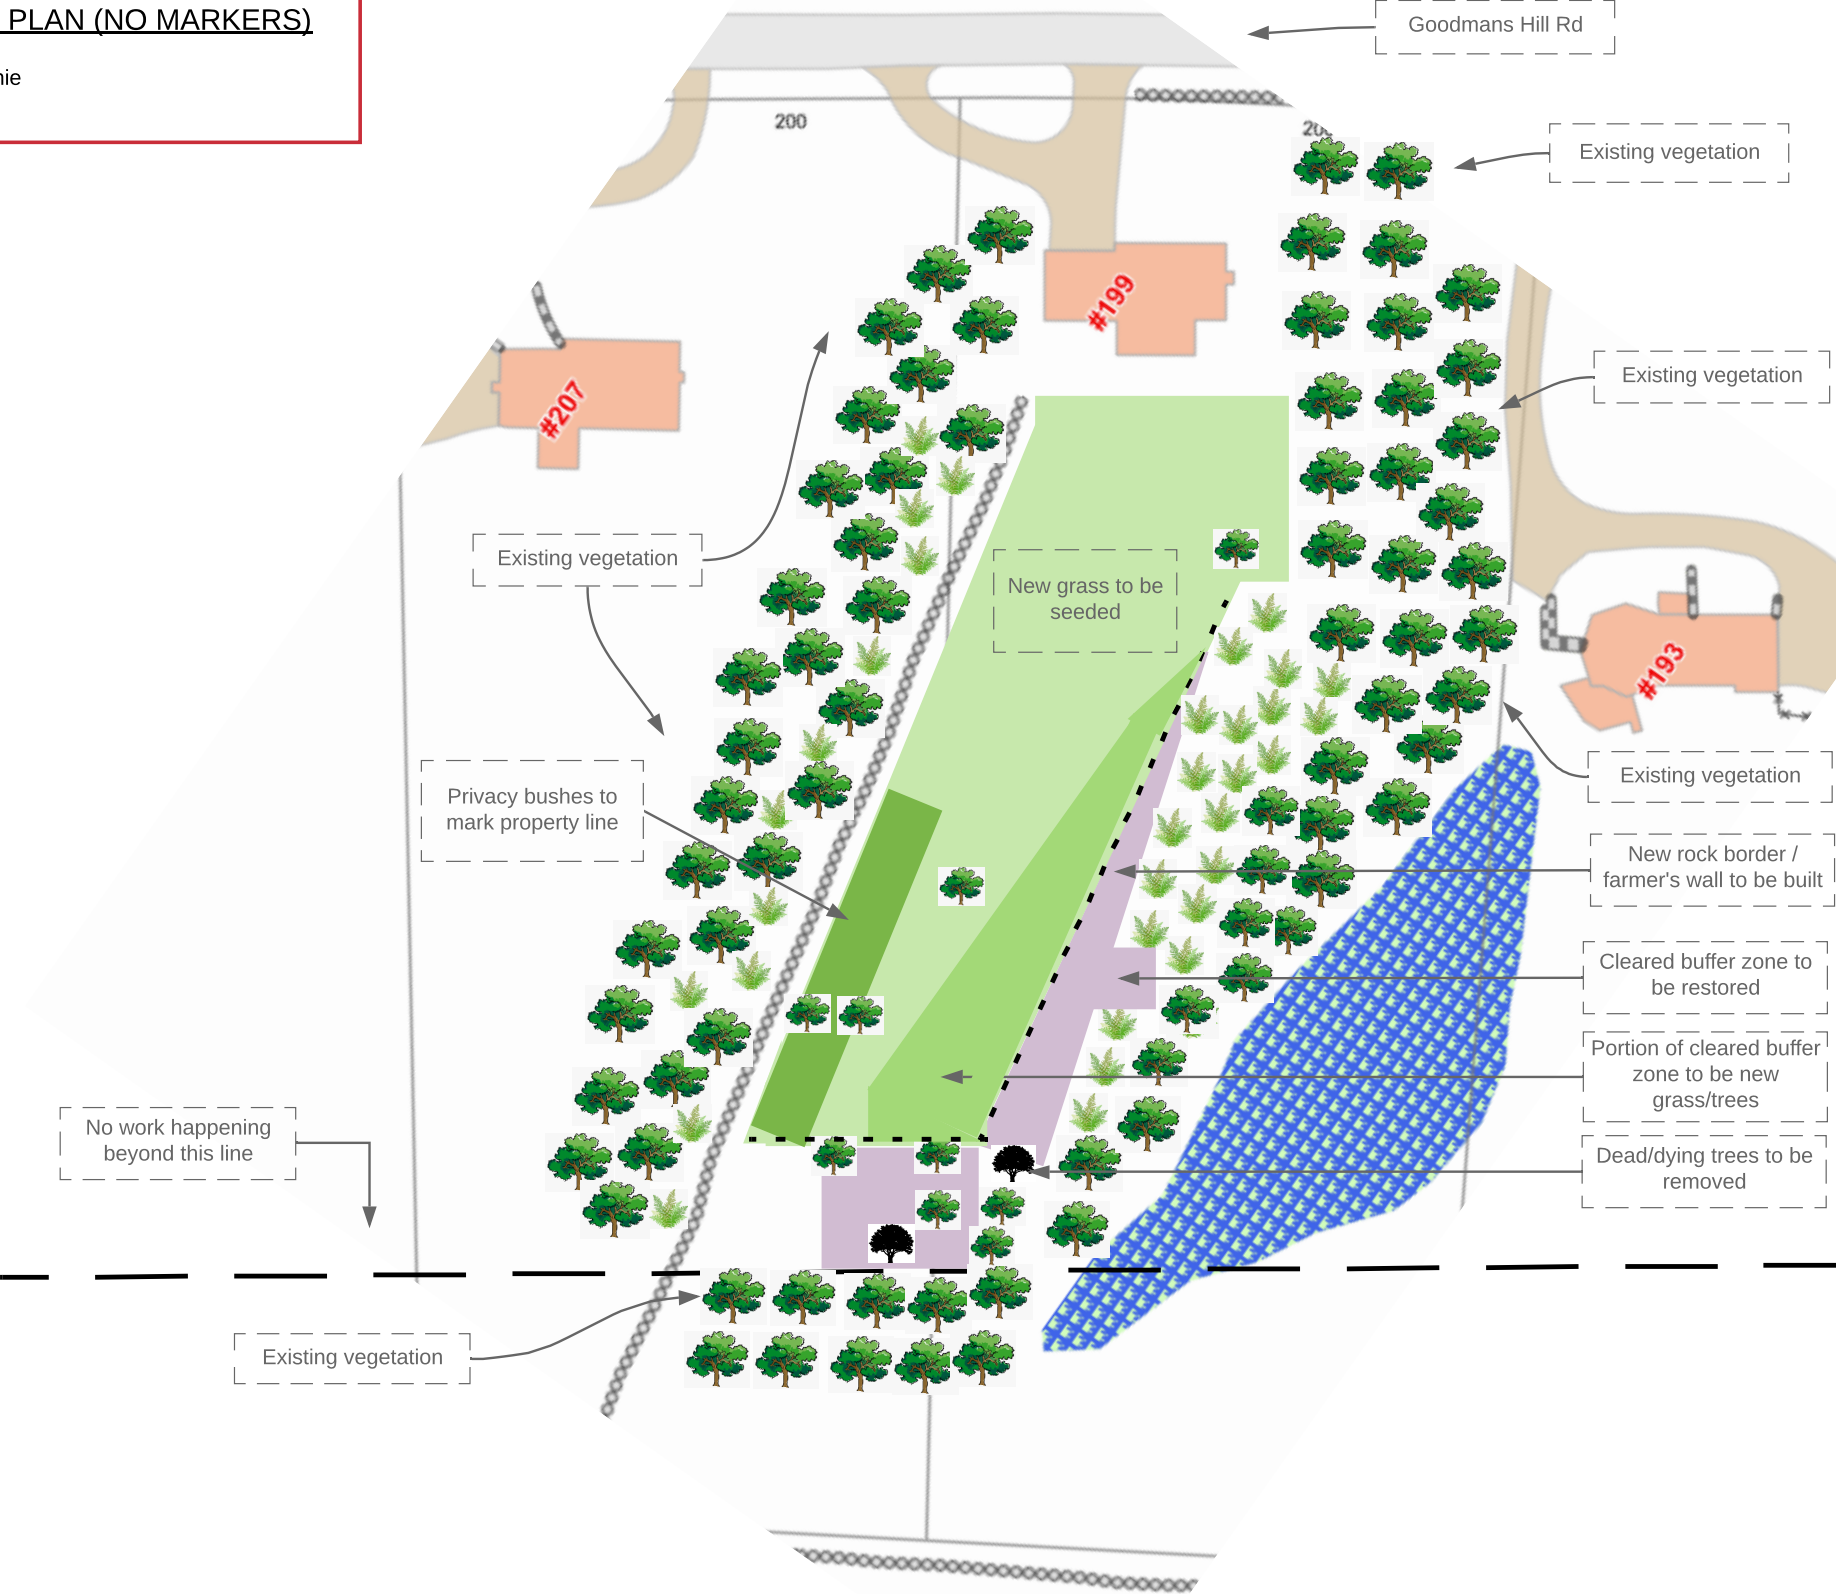 PLAN (NO MARKERS)
Goodmans Hill Rd
200
Existing vegetation
#199
#207
Existing vegetation
Existing vegetation
New grass to be
seeded
#193
Privacy bushes to
mark property line
Existing vegetation
New rock border /
farmer's wall to be built
Cleared buffer zone to
be restored
Portion of cleared buffer
zone to be new
grass/trees
No work happening
beyond this line
Dead/dying trees to be
removed
Existing vegetation